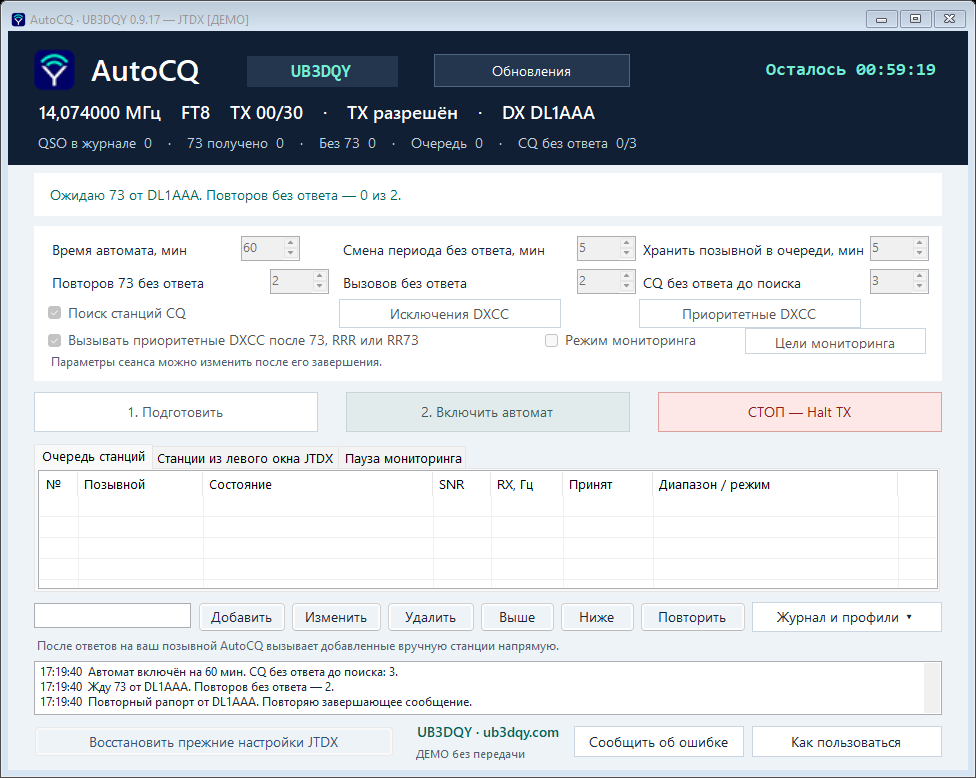 AutoCQ · UB3DQY 0.9.17 — JTDX [ДЕМО]
AutoCQ UB3DQY Обновления Осталось 00:59:19
14,074000 МГц FT8 TX 00/30 · TX разрешён · DX DL1AAA
QSO в журнале 0 · 73 получено 0 · Без 73 0 · Очередь 0 · CQ без ответа 0/3
Ожидаю 73 от DL1AAA. Повторов без ответа — 0 из 2.
Время автомата, мин 60 Смена периода без ответа, мин 5 Хранить позывной в очереди, мин 5
Повторов 73 без ответа 2 Вызовов без ответа 2 CQ без ответа до поиска 3
Поиск станций CQ Исключения DXCC Приоритетные DXCC
Вызывать приоритетные DXCC после 73, RRR или RR73 Режим мониторинга Цели мониторинга
Параметры сеанса можно изменить после его завершения.
1. Подготовить 2. Включить автомат СТОП — Halt TX
Очередь станций Станции из левого окна JTDX Пауза мониторинга
№ Позывной Состояние SNR RX, Гц Принят Диапазон / режим
Добавить Изменить Удалить Выше Ниже Повторить Журнал и профили ▾
После ответов на ваш позывной AutoCQ вызывает добавленные вручную станции напрямую.
17:19:40 Автомат включён на 60 мин. CQ без ответа до поиска: 3.
17:19:40 Жду 73 от DL1AAA. Повторов без ответа — 2.
17:19:40 Повторный рапорт от DL1AAA. Повторяю завершающее сообщение.
Восстановить прежние настройки JTDX UB3DQY · ub3dqy.com Сообщить об ошибке Как пользоваться
ДЕМО без передачи